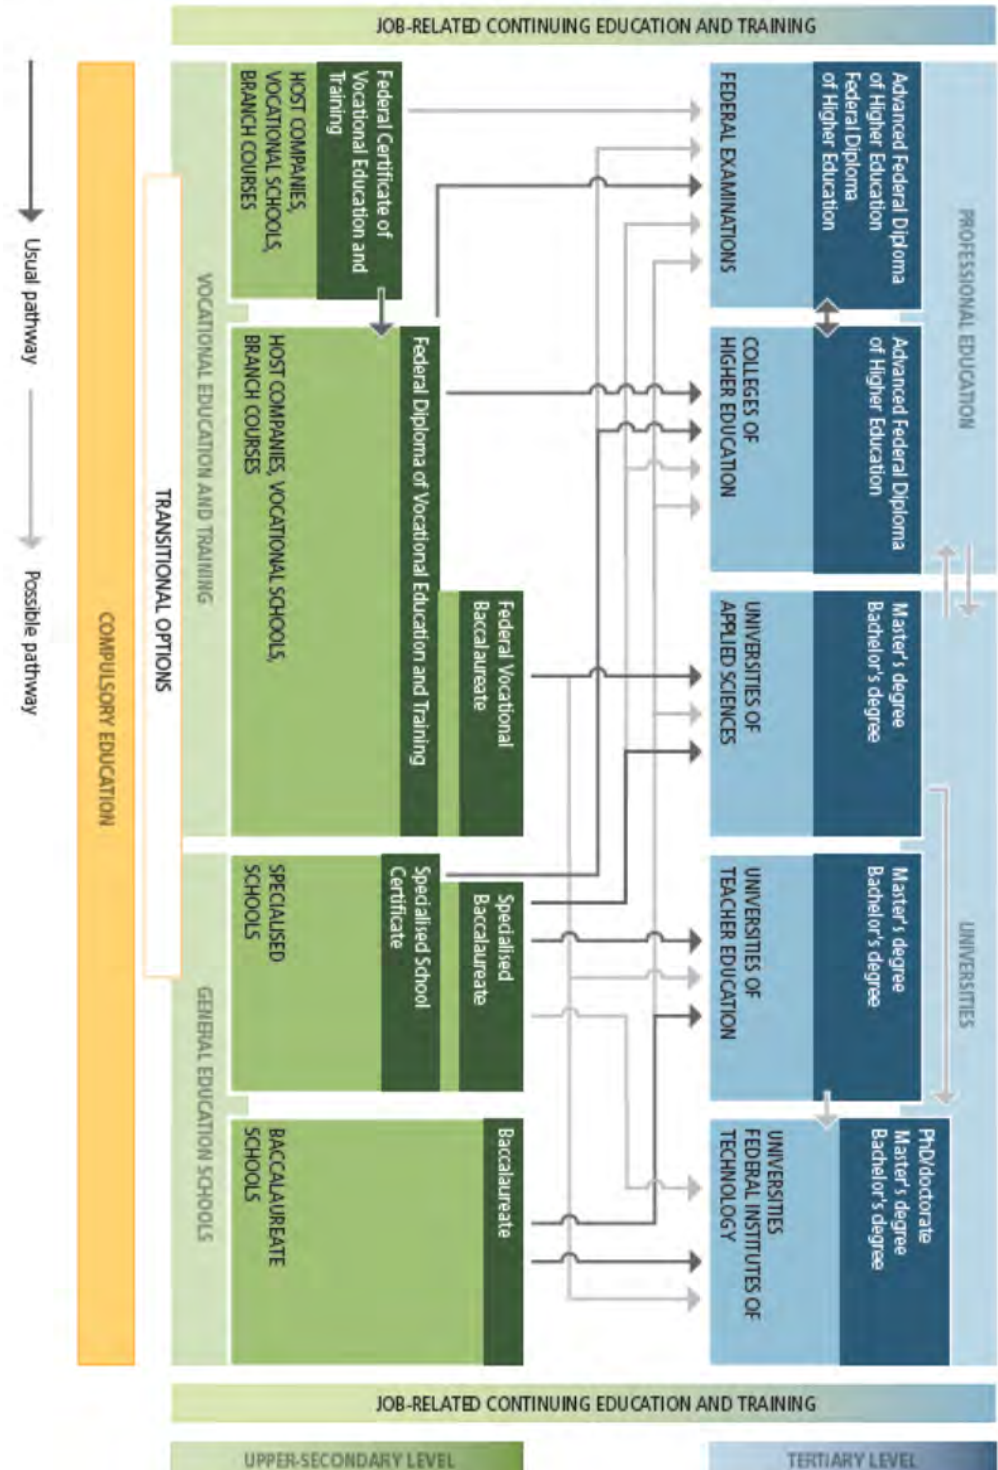 JOB-RELATED CONTINUING EDUCATION AND TRAINING
PROFESSIONAL EDUCATION
UNIVERSITIES
Advanced Federal Diploma
of Higher Education
Federal Diploma
of Higher Education
FEDERAL EXAMINATIONS
Advanced Federal Diploma
of Higher Education
COLLEGES OF
HIGHER EDUCATION
Master's degree
Bachelor's degree
UNIVERSITIES OF
APPLIED SCIENCES
Master's degree
Bachelor's degree
UNIVERSITIES OF
TEACHER EDUCATION
PhD/doctorate
Master's degree
Bachelor's degree
UNIVERSITIES
FEDERAL INSTITUTES OF
TECHNOLOGY
Federal Certificate of
Vocational Education and
Training
HOST COMPANIES,
VOCATIONAL SCHOOLS,
BRANCH COURSES
Federal Vocational
Baccalaureate
Federal Diploma of Vocational Education and Training
HOST COMPANIES, VOCATIONAL SCHOOLS,
BRANCH COURSES
Specialised
Baccalaureate
Specialised School
Certificate
SPECIALISED
SCHOOLS
Baccalaureate
BACCALAUREATE
SCHOOLS
VOCATIONAL EDUCATION AND TRAINING
GENERAL EDUCATION SCHOOLS
TRANSITIONAL OPTIONS
COMPULSORY EDUCATION
Usual pathway
Possible pathway
JOB-RELATED CONTINUING EDUCATION AND TRAINING
TERTIARY LEVEL
UPPER-SECONDARY LEVEL